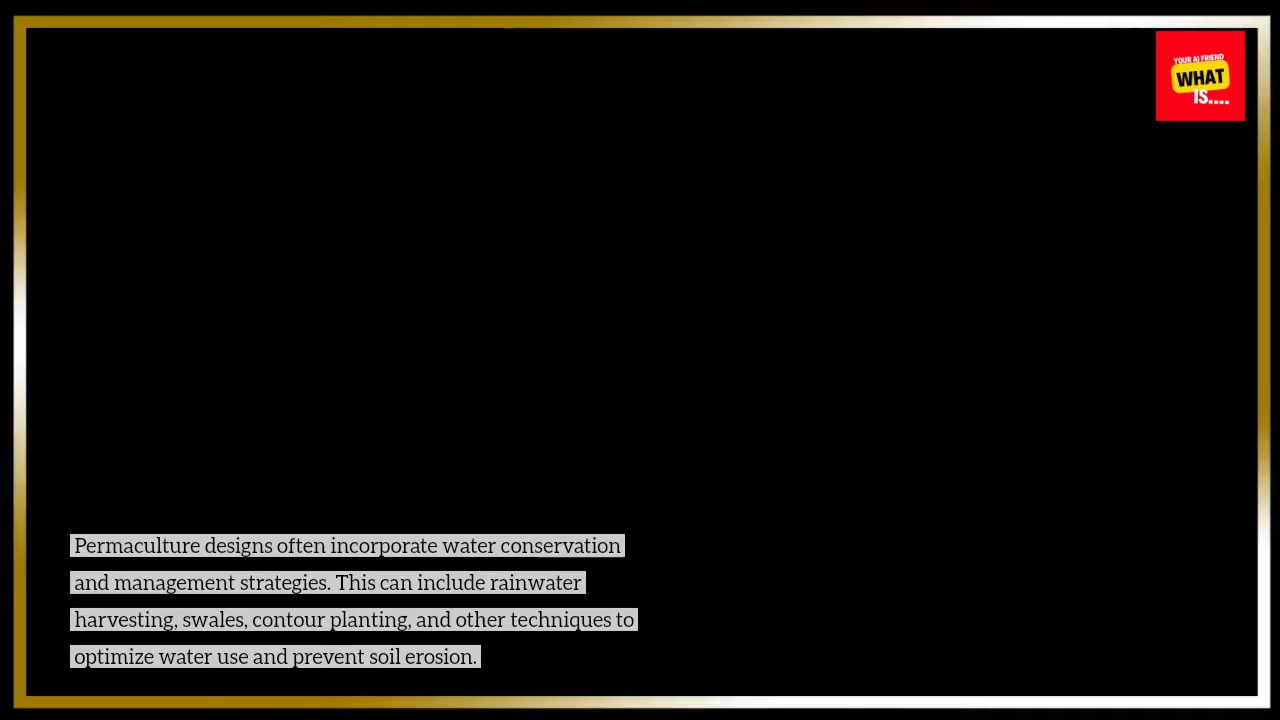 YOUR AI FRIEND
WHAT
IS....
Permaculture designs often incorporate water conservation
and management strategies. This can include rainwater
harvesting, swales, contour planting, and other techniques to
optimize water use and prevent soil erosion.